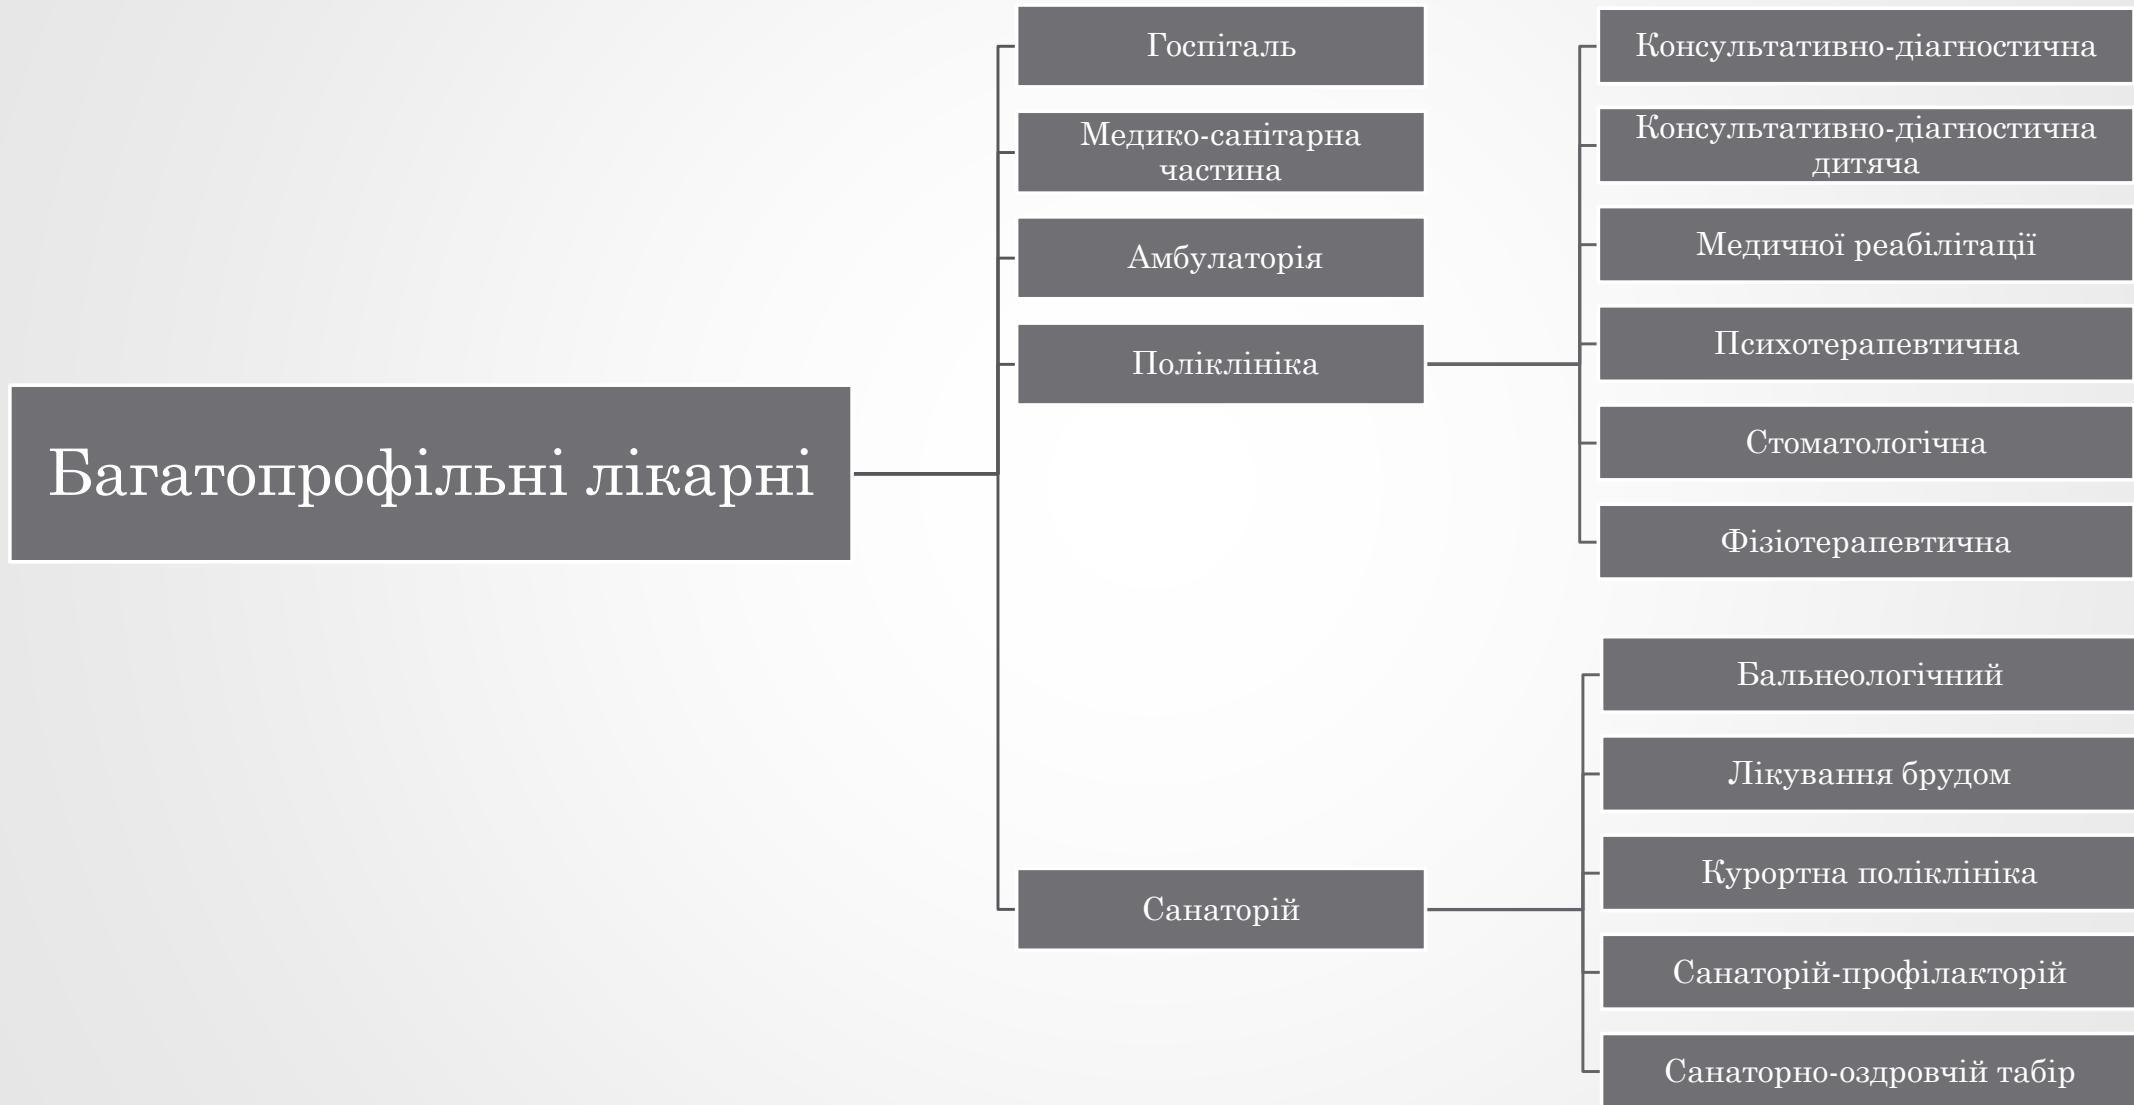 Багатопрофільні лікарні
Госпіталь
Медико-санітарна
частина
Амбулаторія
Поліклініка
Консультативно-діагностична
Консультативно-діагностична
дитяча
Медичної реабілітації
Психотерапевтична
Стоматологічна
Фізіотерапевтична
Санаторій
Бальнеологічний
Лікування брудом
Курортна поліклініка
Санаторій-профілакторій
Санаторно-оздровчій табір